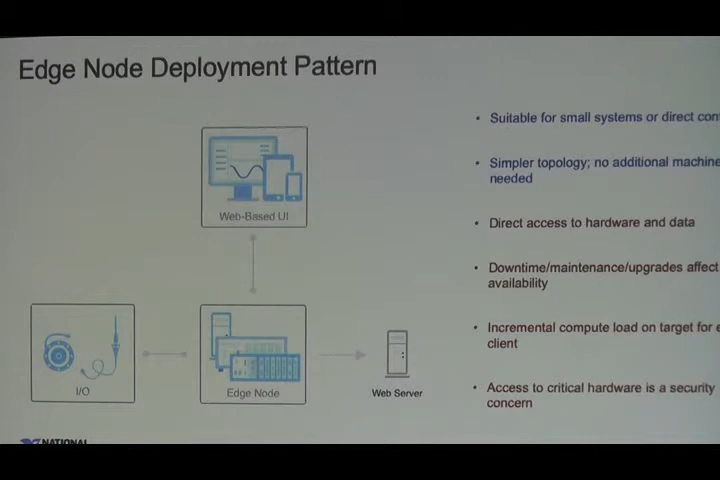 Edge Node Deployment Pattern
Web-Based UI
I/O
Edge Node
Web Server
• Suitable for small systems or direct
• Simpler topology; no additional machine
needed
• Direct access to hardware and data
• Downtime/maintenance/upgrades affect
availability
• Incremental compute load on target for
client
• Access to critical hardware is a security
concern
NATIONAL